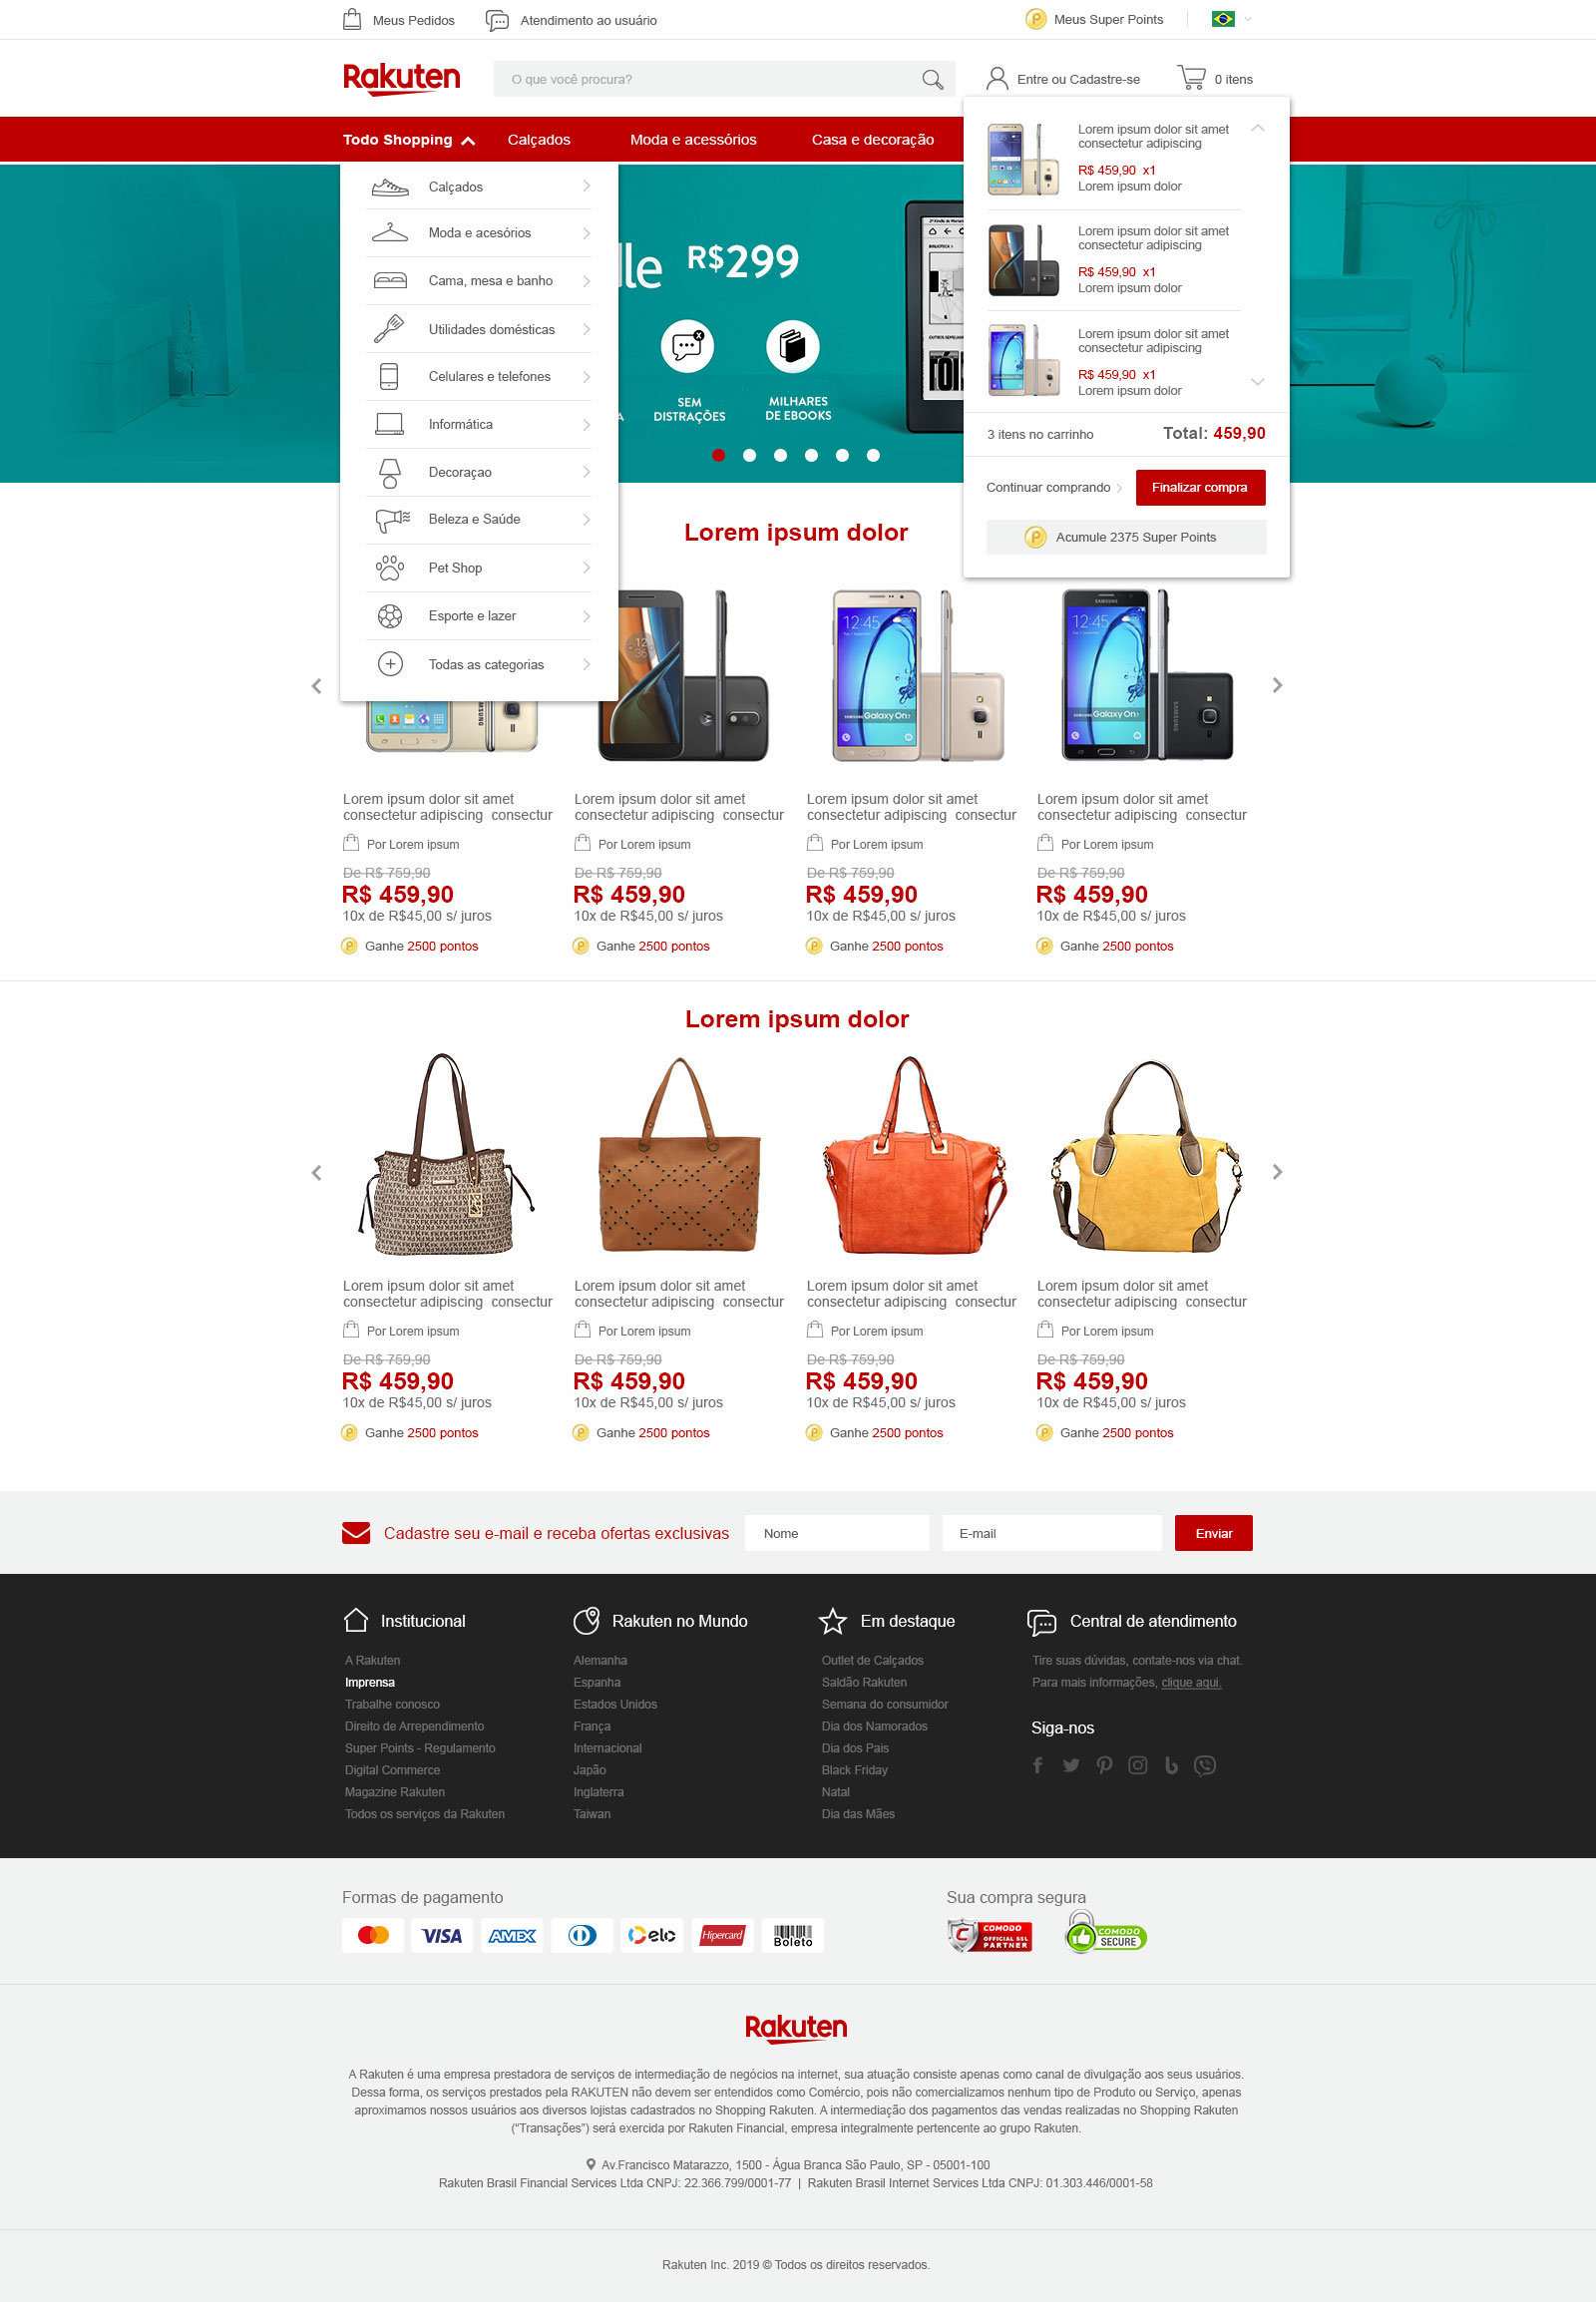 Meus Pedidos
Atendimento ao usuário
Meus Super Points
Rakuten
O que você procura?
Entre ou Cadastre-se
0 itens
Todo Shopping
Calçados
Moda e acessórios
Casa e decoração
Calçados
Moda e acesórios
Cama, mesa e banho
Utilidades domésticas
Celulares e telefones
Informática
Decoraçao
Beleza e Saúde
Pet Shop
Esporte e lazer
Todas as categorias
lle
R$299
SEM
DISTRAÇÕES
MILHARES
DE EBOOKS
A
BIBLIOTECA
Lorem ipsum dolor sit amet
consectetur adipiscing
R$ 459,90 x1
Lorem ipsum dolor
Lorem ipsum dolor sit amet
consectetur adipiscing
R$ 459,90 x1
Lorem ipsum dolor
Lorem ipsum dolor sit amet
consectetur adipiscing
R$ 459,90 x1
Lorem ipsum dolor
3 itens no carrinho
Total: 459,90
Continuar comprando
Finalizar compra
Acumule 2375 Super Points
Lorem ipsum dolor
SAMSUNG
12:45
SAMSUNG Galaxy On7
SAMSUNG
12:45
SAMSUNG Galaxy On7
SAMSUNG
Lorem ipsum dolor sit amet
consectetur adipiscing consectur
Por Lorem ipsum
De R$ 759,90
R$ 459,90
10x de R$45,00 s/ juros
Ganhe 2500 pontos
Lorem ipsum dolor sit amet
consectetur adipiscing consectur
Por Lorem ipsum
De R$ 759,90
R$ 459,90
10x de R$45,00 s/ juros
Ganhe 2500 pontos
Lorem ipsum dolor sit amet
consectetur adipiscing consectur
Por Lorem ipsum
De R$ 759,90
R$ 459,90
10x de R$45,00 s/ juros
Ganhe 2500 pontos
Lorem ipsum dolor sit amet
consectetur adipiscing consectur
Por Lorem ipsum
De R$ 759,90
R$ 459,90
10x de R$45,00 s/ juros
Ganhe 2500 pontos
Lorem ipsum dolor
Lorem ipsum dolor sit amet
consectetur adipiscing consectur
Por Lorem ipsum
De R$ 759,90
R$ 459,90
10x de R$45,00 s/ juros
Ganhe 2500 pontos
Lorem ipsum dolor sit amet
consectetur adipiscing consectur
Por Lorem ipsum
De R$ 759,90
R$ 459,90
10x de R$45,00 s/ juros
Ganhe 2500 pontos
Lorem ipsum dolor sit amet
consectetur adipiscing consectur
Por Lorem ipsum
De R$ 759,90
R$ 459,90
10x de R$45,00 s/ juros
Ganhe 2500 pontos
Lorem ipsum dolor sit amet
consectetur adipiscing consectur
Por Lorem ipsum
De R$ 759,90
R$ 459,90
10x de R$45,00 s/ juros
Ganhe 2500 pontos
Cadastre seu e-mail e receba ofertas exclusivas
Nome
E-mail
Enviar
Institucional
A Rakuten
Imprensa
Trabalhe conosco
Direito de Arrependimento
Super Points - Regulamento
Digital Commerce
Magazine Rakuten
Todos os serviços da Rakuten
Rakuten no Mundo
Alemanha
Espanha
Estados Unidos
França
Internacional
Japão
Inglaterra
Taiwan
Em destaque
Outlet de Calçados
Saldão Rakuten
Semana do consumidor
Dia dos Namorados
Dia dos Pais
Black Friday
Natal
Dia das Mães
Central de atendimento
Tire suas dúvidas, contate-nos via chat.
Para mais informações, clique aqui.
Siga-nos
Formas de pagamento
VISA
AMEX
elo
Hipercard
Boleto
Sua compra segura
COMODO
OFFICIAL SSL
PARTNER
COMODO
SECURE
Rakuten
A Rakuten é uma empresa prestadora de serviços de intermediação de negócios na internet, sua atuação consiste apenas como canal de divulgação aos seus usuários.
Dessa forma, os serviços prestados pela RAKUTEN não devem ser entendidos como Comércio, pois não comercializamos nenhum tipo de Produto ou Serviço, apenas
aproximamos nossos usuários aos diversos lojistas cadastrados no Shopping Rakuten. A intermediação dos pagamentos das vendas realizadas no Shopping Rakuten
("Transações") será exercida por Rakuten Financial, empresa integralmente pertencente ao grupo Rakuten.
Av.Francisco Matarazzo, 1500 - Água Branca São Paulo, SP - 05001-100
Rakuten Brasil Financial Services Ltda CNPJ: 22.366.799/0001-77 | Rakuten Brasil Internet Services Ltda CNPJ: 01.303.446/0001-58
Rakuten Inc. 2019 © Todos os direitos reservados.